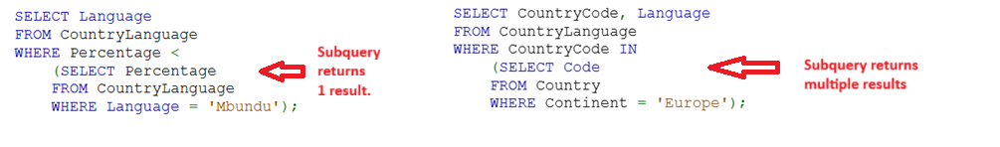 SELECT Language
FROM CountryLanguage
WHERE Percentage <
(SELECT Percentage
FROM CountryLanguage
WHERE Language = 'Mbundu');
Subquery
returns
1 result.
SELECT CountryCode, Language
FROM CountryLanguage
WHERE CountryCode IN
(SELECT Code
FROM Country
WHERE Continent = 'Europe');
Subquery returns
multiple results